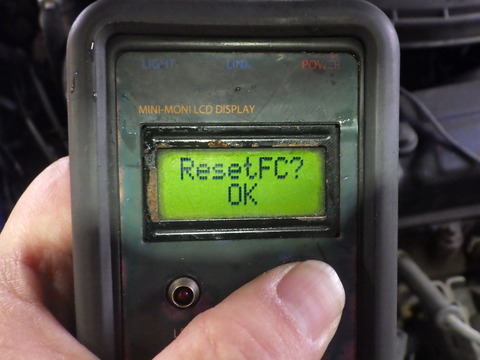 LIGHT LINK POWER
MINI-MONI LCD DISPLAY
ResetFC?
OK